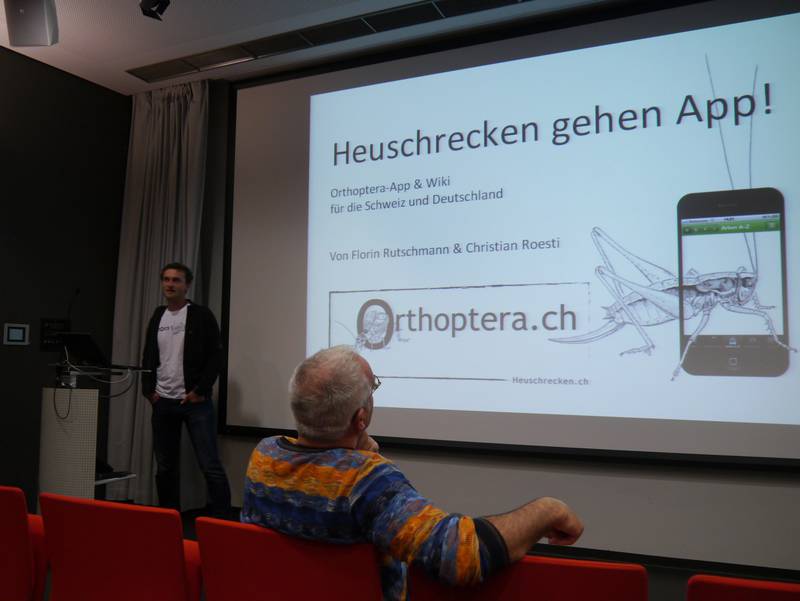 Heuschrecken gehen App!
Orthoptera-App & Wiki
für die Schweiz und Deutschland
Von Florin Rutschmann & Christian Roesti
Orthoptera.ch
Heuschrecken.ch
Arten A-Z